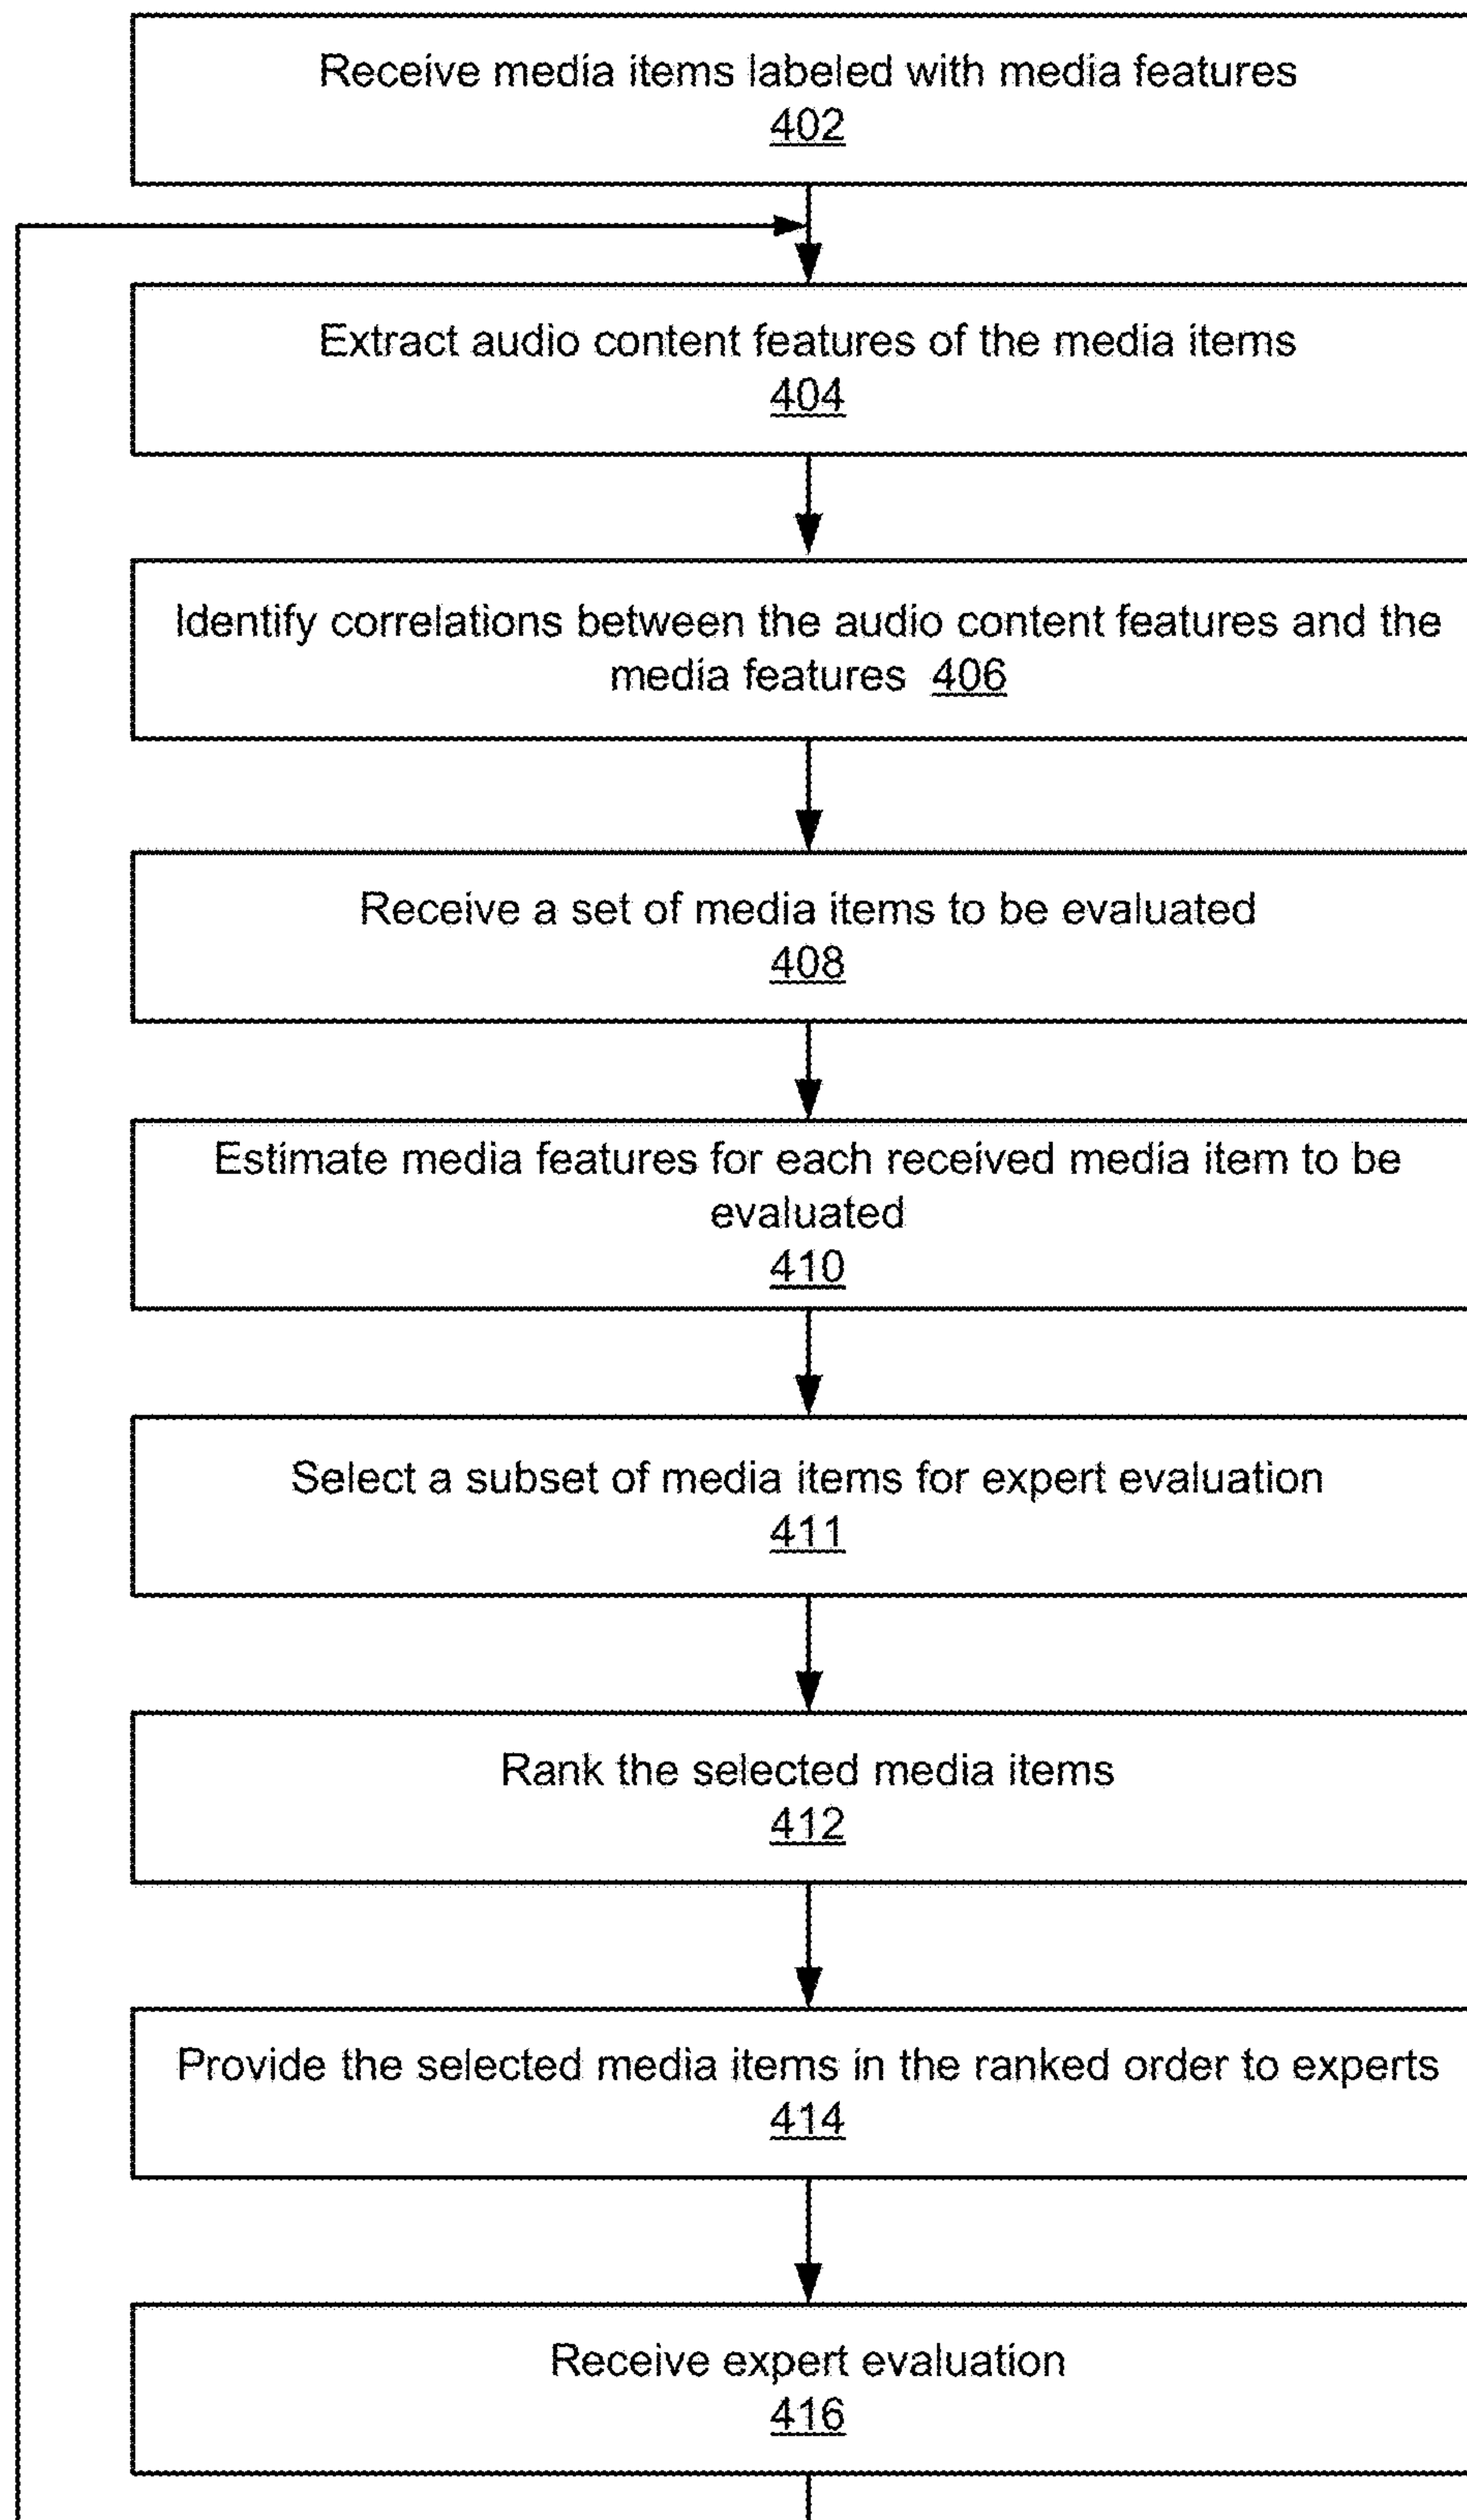 Receive media items labeled with media features
402
Extract audio content features of the media items
404
Identify correlations between the audio content features and the
media features 406
Receive a set of media items to be evaluated
408
Estimate media features for each received media item to be
evaluated
410
Select a subset of media items for expert evaluation
411
Rank the selected media items
412
Provide the selected media items in the ranked order to experts
414
Receive expert evaluation
416